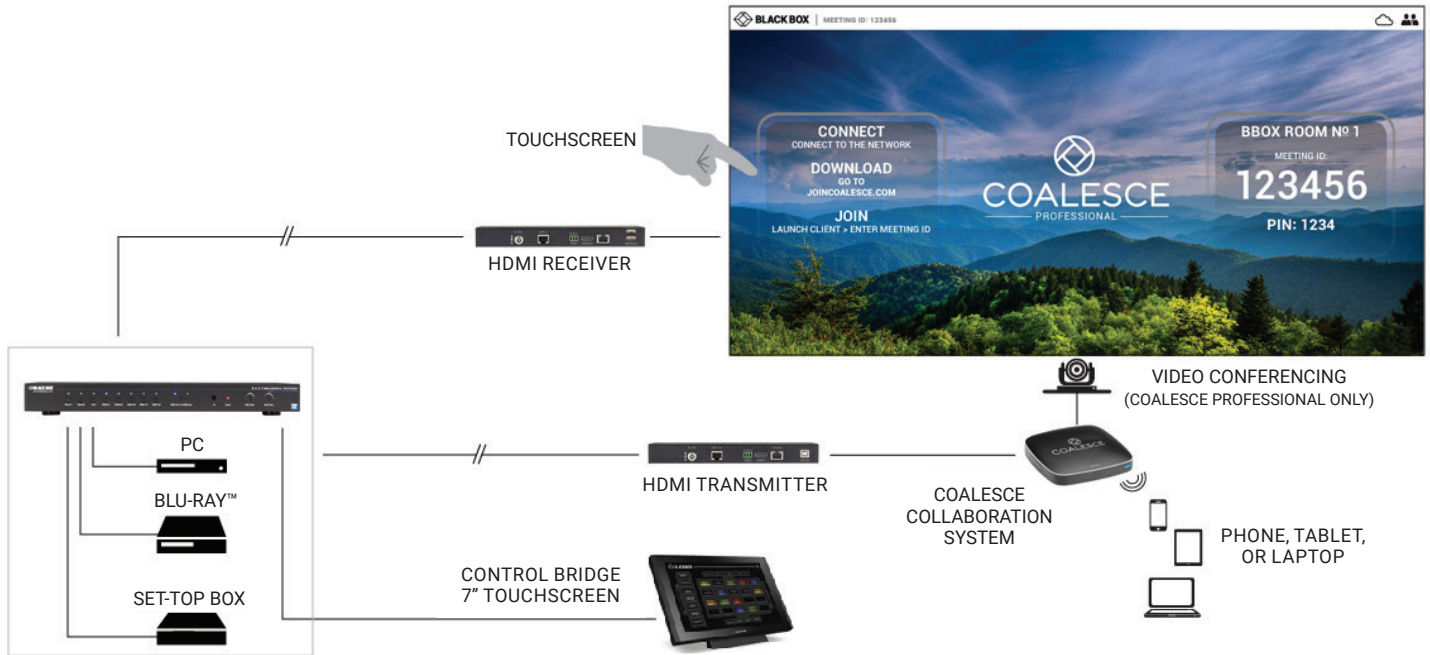 BLACK BOX | MEETING ID: 123456
TOUCHSCREEN
CONNECT
CONNECT TO THE NETWORK
DOWNLOAD
GO TO
JOINCOALESCE.COM
JOIN
LAUNCH CLIENT > ENTER MEETING ID
COALESCE
PROFESSIONAL
BBOX ROOM Nº 1
MEETING ID:
123456
PIN: 1234
HDMI RECEIVER
VIDEO CONFERENCING
(COALESCE PROFESSIONAL ONLY)
PC
BLU-RAY™
SET-TOP BOX
HDMI TRANSMITTER
COALESCE
COALESCE
COLLABORATION
SYSTEM
PHONE, TABLET,
OR LAPTOP
CONTROL BRIDGE
7” TOUCHSCREEN